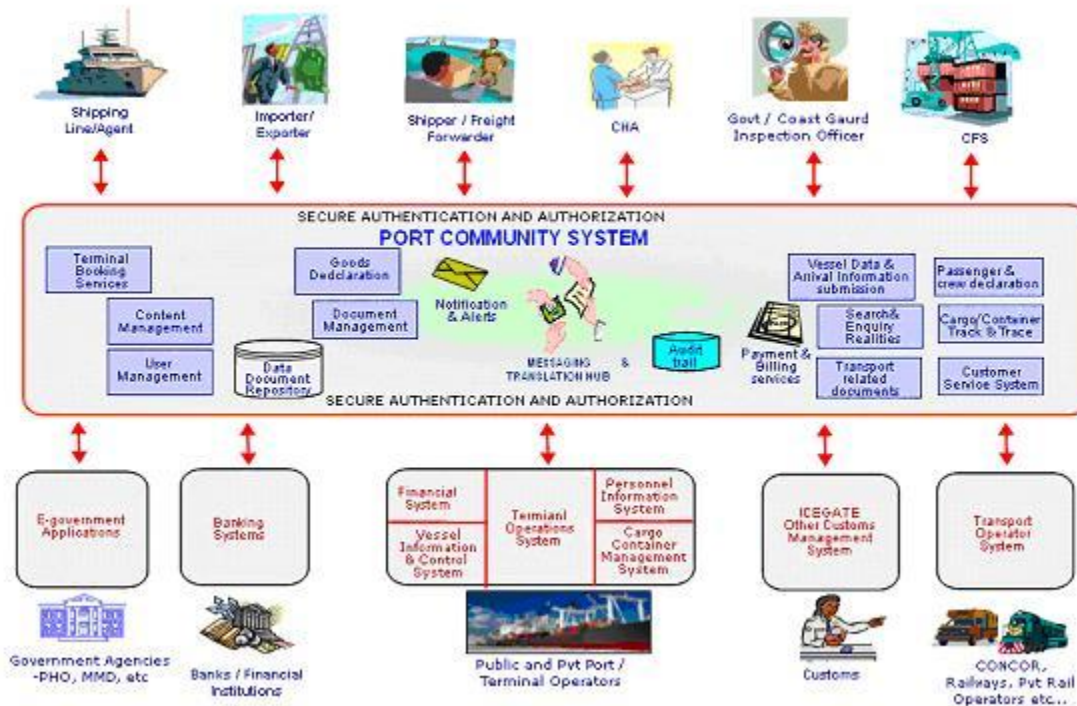 Shipping
Line/Agent
Importer/
Exporter
Shipper / Freight
Forwarder
CHA
Govt / Coast Gaurd
Inspection Officer
CFS
SECURE AUTHENTICATION AND AUTHORIZATION
PORT COMMUNITY SYSTEM
Terminal
Booking
Services
Content
Management
User
Management
Goods
Dedclaration
Document
Management
Data
Document
Repository
Notification
& Alerts
MESSAGING &
TRANSLATION HUB
Audit
trail
Payment &
Billing
services
Vessel Data &
Arrival Information
submission
Search&
Enquiry
Realities
Transport
related
documents
Passenger &
crew declaration
Cargo/Container
Track & Trace
Customer
Service System
SECURE AUTHENTICATION AND AUTHORIZATION
E-government
Applications
Banking
Systems
Financial
System
Vessel
Information
& Control
System
Termianl
Operations
System
Personnel
Information
System
Cargo
Container
Management
System
ICEGATE
Other Customs
Management
System
Transport
Operator
System
Government Agencies
-PHO, MMD, etc
Banks / Financial
Institutions
Public and Pvt Port /
Terminal Operators
Customs
CONCOR,
Railways, Pvt Rail
Operators etc...